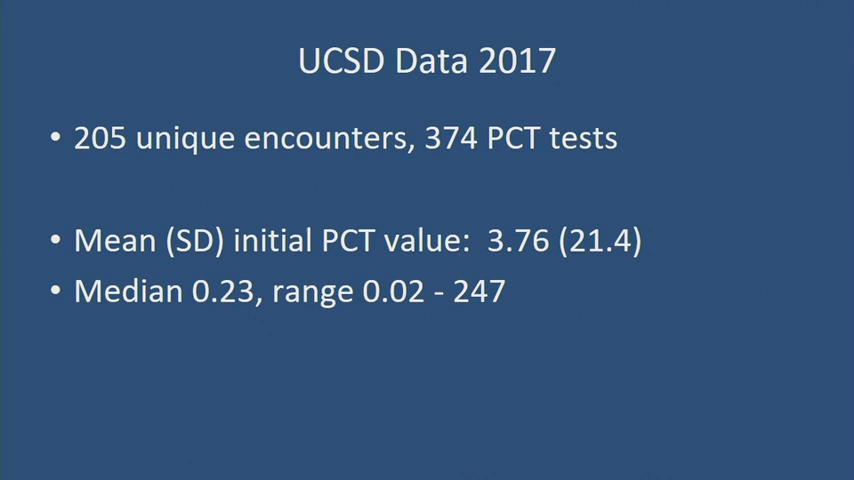 UCSD Data 2017
• 205 unique encounters, 374 PCT tests
• Mean (SD) initial PCT value:  3.76 (21.4)
• Median 0.23, range 0.02 - 247